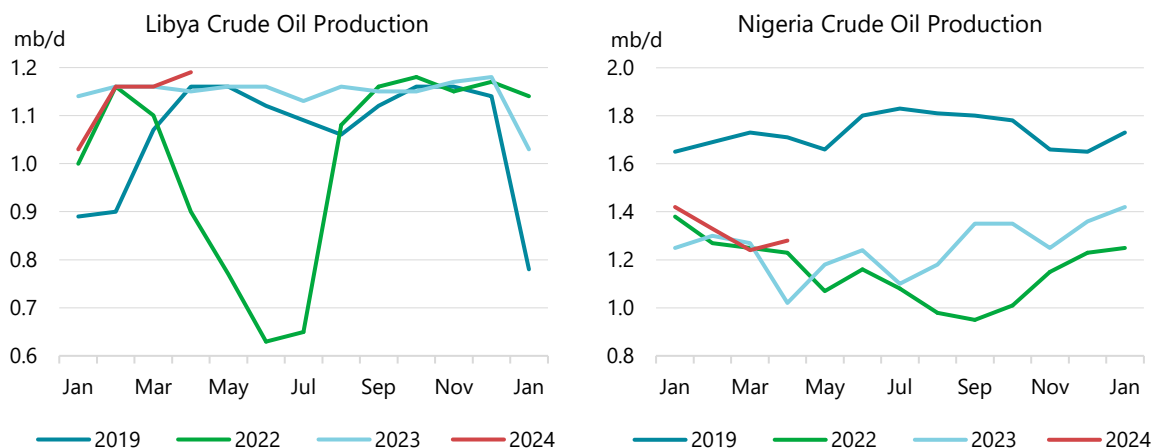 Libya Crude Oil Production
mb/d
1.2
1.1
1.0
0.9
0.8
0.7
0.6
Jan Mar May Jul Sep Nov Jan
2019 2022 2023 2024
Nigeria Crude Oil Production
mb/d
2.0
1.8
1.6
1.4
1.2
1.0
0.8
Jan Mar May Jul Sep Nov Jan
2019 2022 2023 2024